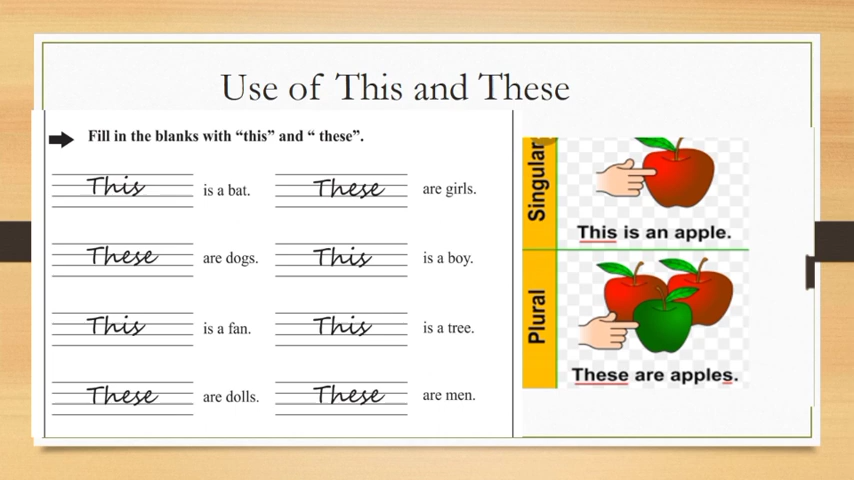 Use of This and These
Fill in the blanks with “this” and “ these”.
This is a bat. These are girls.
These are dogs. This is a boy.
This is a fan. This is a tree.
These are dolls. These are men.
Singular
This is an apple.
Plural
These are apples.